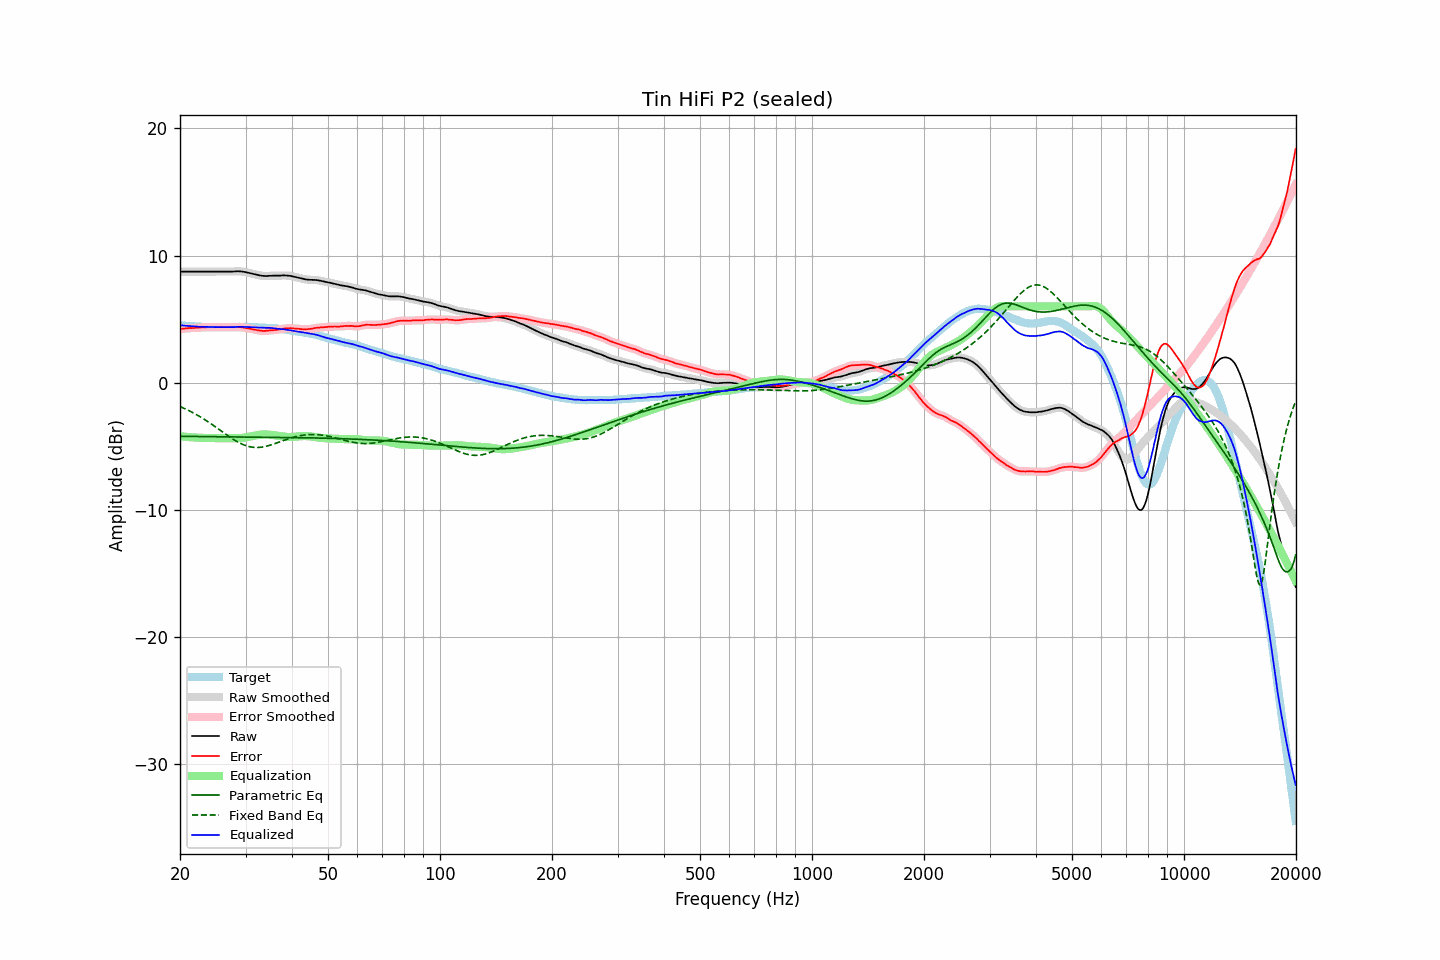 Tin HiFi P2 (sealed)
20
10
0
−10
−20
−30
Amplitude (dBr)
Target
Raw Smoothed
Error Smoothed
Raw
Error
Equalization
Parametric Eq
Fixed Band Eq
Equalized
20 50 100 200 500 1000 2000 5000 10000 20000
Frequency (Hz)